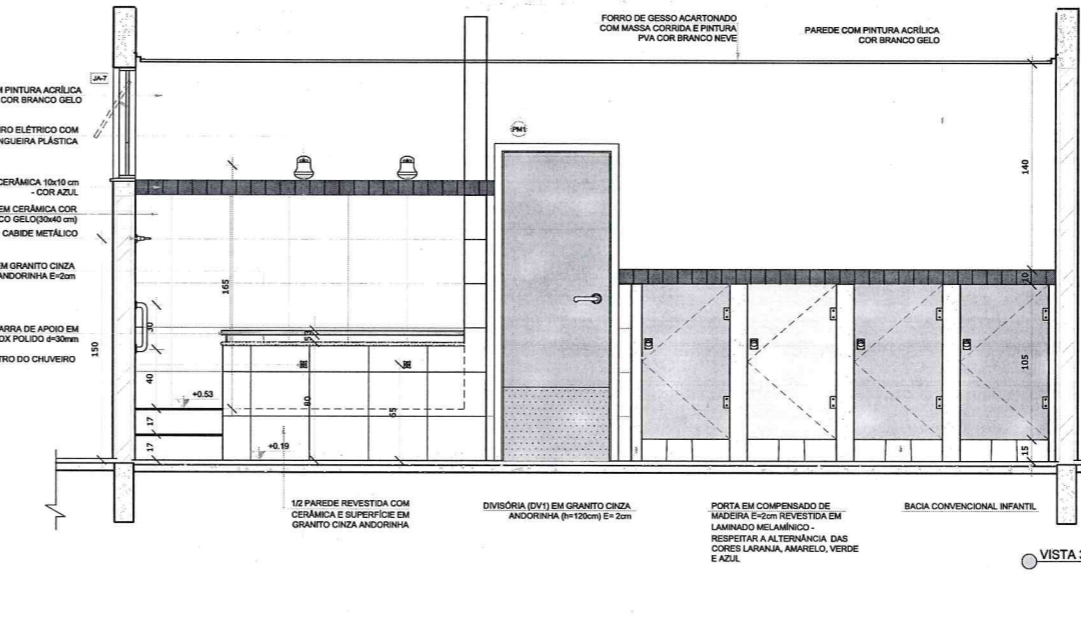 FORRO DE GESSO ACARTONADO
COM MASSA CORRIDA E PINTURA
PVA COR BRANCO NEVE
PAREDE COM PINTURA ACRÍLICA
COR BRANCO GELO
JA-7
PINTURA ACRÍLICA
COR BRANCO GELO
PM1
RO ELÉTRICO COM
NGUEIRA PLÁSTICA
CERÂMICA 10x10 cm
- COR AZUL
EM CERÂMICA COR
CO GELO(30x40 cm)
CABIDE METÁLICO
EM GRANITO CINZA
ANDORINHA E=2cm
ARRA DE APOIO EM
OX POLIDO d=30mm
TRO DO CHUVEIRO
140
10
105
15
165
150
30
40
17
17
+0.53
+0.19
80
65
1/2 PAREDE REVESTIDA COM
CERÂMICA E SUPERFÍCIE EM
GRANITO CINZA ANDORINHA
DIVISÓRIA (DV1) EM GRANITO CINZA
ANDORINHA (h=120cm) E= 2cm
PORTA EM COMPENSADO DE
MADEIRA E=2cm REVESTIDA EM
LAMINADO MELAMÍNICO -
RESPEITAR A ALTERNÂNCIA DAS
CORES LARANJA, AMARELO, VERDE
E AZUL
BACIA CONVENCIONAL INFANTIL
VISTA 3